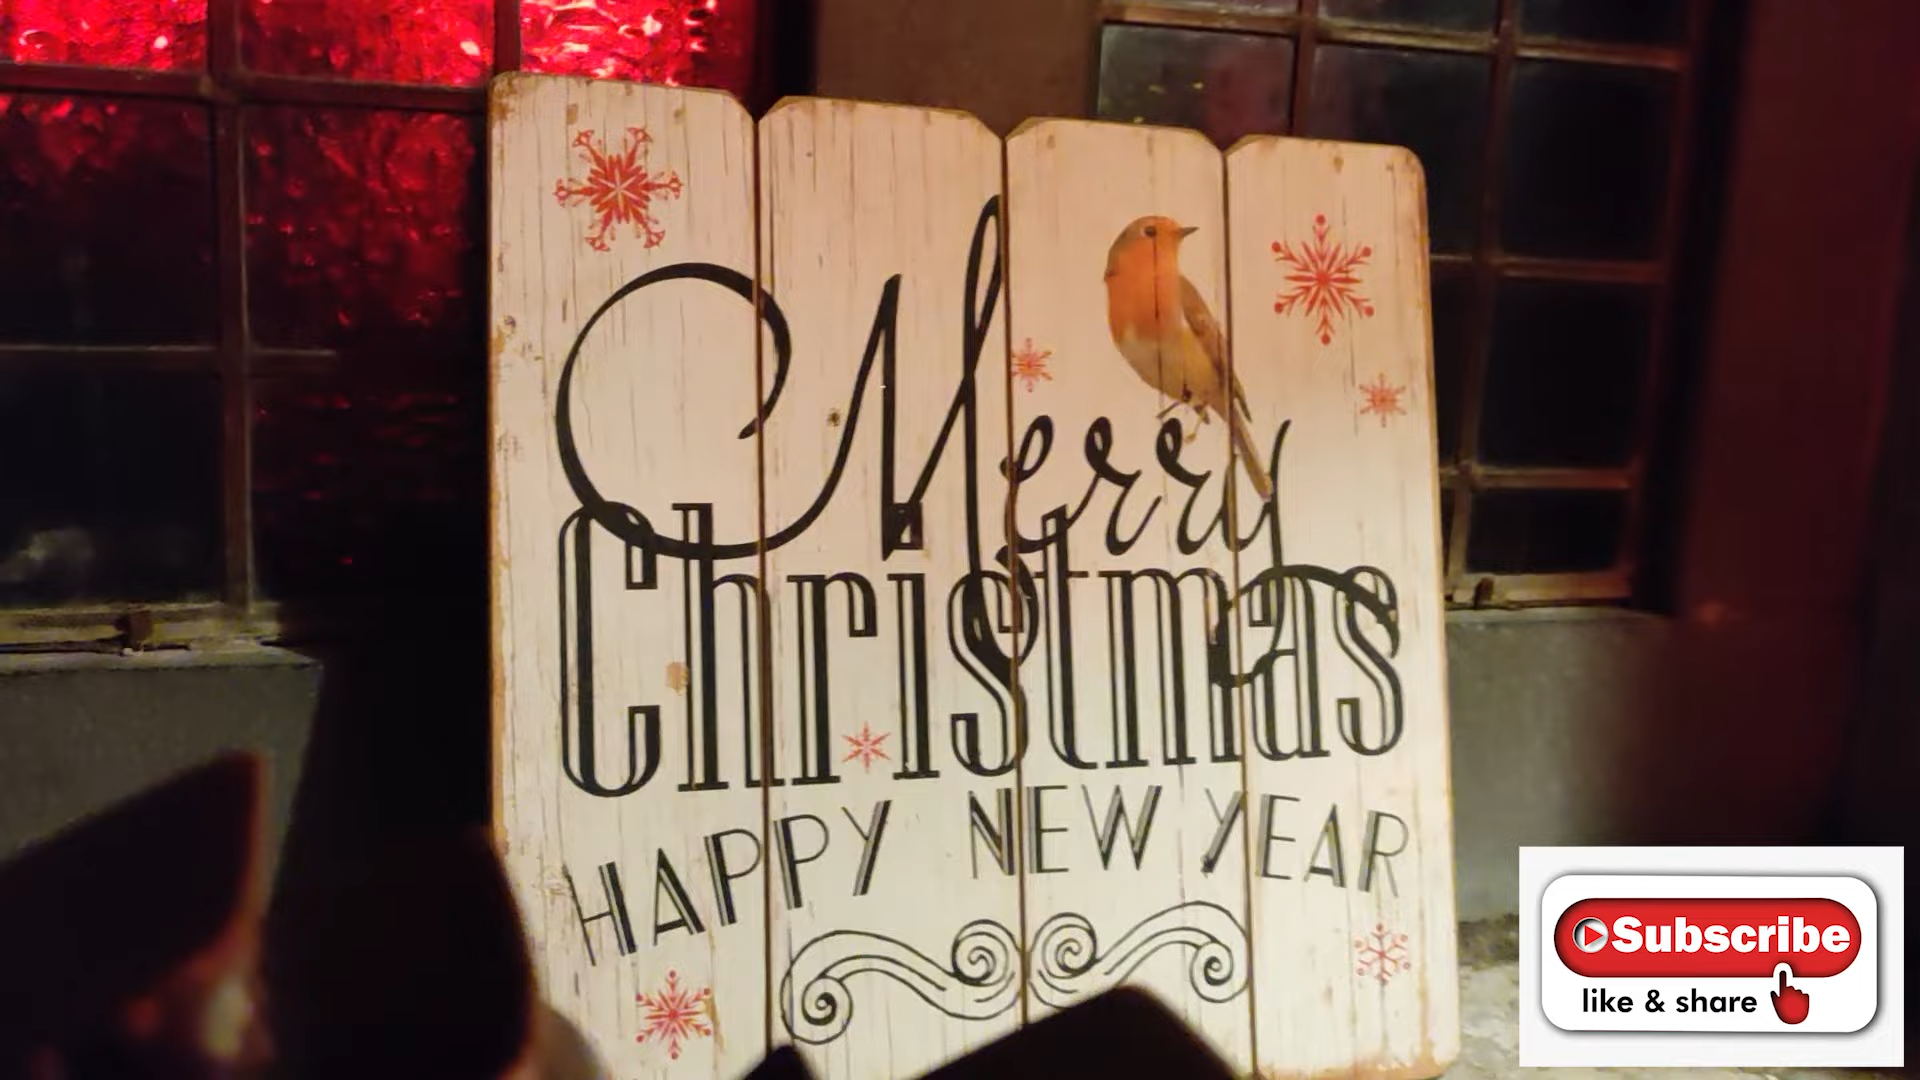 Merry
Christmas
HAPPY NEW YEAR
Subscribe
like & share